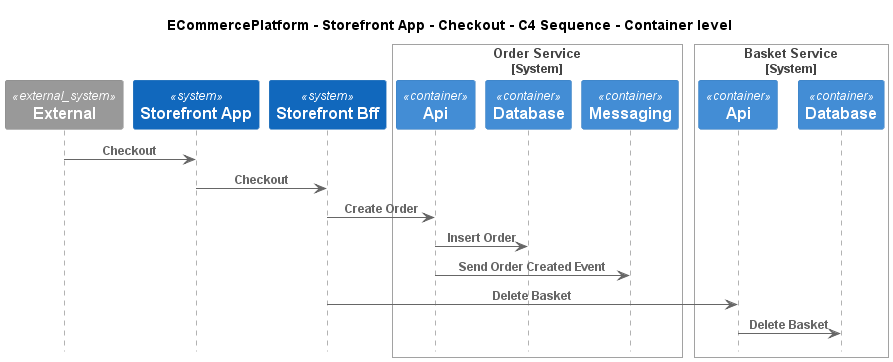 ECommercePlatform - Storefront App - Checkout - C4 Sequence - Container level
Order Service
[System]
Basket Service
[System]
«external_system»
External
«system»
Storefront App
«system»
Storefront Bff
«container»
Api
«container»
Database
«container»
Messaging
«container»
Api
«container»
Database
Checkout
Checkout
Create Order
Insert Order
Send Order Created Event
Delete Basket
Delete Basket